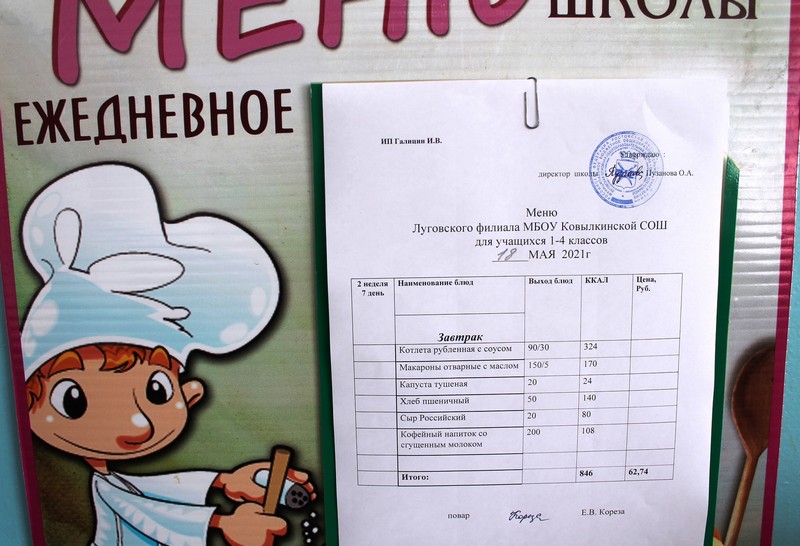 МЕНЮ
ШКОЛЫ
ЕЖЕДНЕВНОЕ
ИП Галицин И.В.
Утверждаю :
директор школы Пузанова О.А.
Меню
Луговского филиала МБОУ Ковылкинской СОШ
для учащихся 1-4 классов
18 МАЯ 2021г
2 неделя 7 день Наименование блюд Выход блюд ККАЛ Цена, Руб.
Завтрак
Котлета рубленная с соусом 90/30 324
Макароны отварные с маслом 150/5 170
Капуста тушеная 20 24
Хлеб пшеничный 50 140
Сыр Российский 20 80
Кофейный напиток со сгущенным молоком 200 108
Итого: 846 62,74
повар Кореза Е.В. Кореза